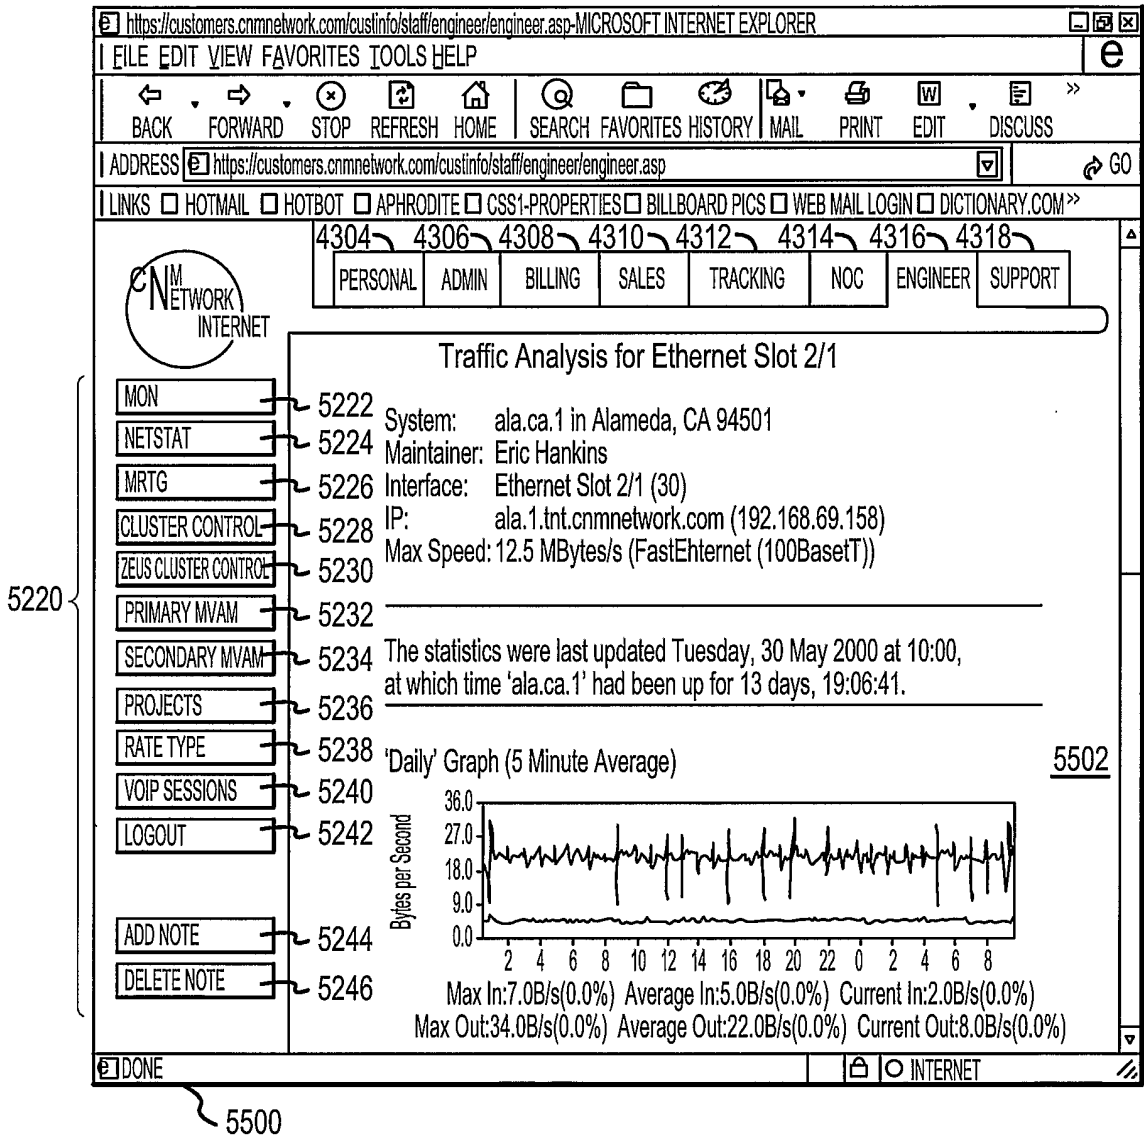 https://customers.cnmnetwork.com/custinfo/staff/engineer/engineer.asp-MICROSOFT INTERNET EXPLORER
FILE EDIT VIEW FAVORITES TOOLS HELP
e
BACK FORWARD STOP REFRESH HOME SEARCH FAVORITES HISTORY MAIL PRINT EDIT DISCUSS »
ADDRESS https://customers.cnmnetwork.com/custinfo/staff/engineer/engineer.asp GO
LINKS HOTMAIL HOTBOT APHRODITE CSS1-PROPERTIES BILLBOARD PICS WEB MAIL LOGIN DICTIONARY.COM »
4304 4306 4308 4310 4312 4314 4316 4318
PERSONAL ADMIN BILLING SALES TRACKING NOC ENGINEER SUPPORT
CNM
NETWORK
INTERNET
Traffic Analysis for Ethernet Slot 2/1
5220
MON 5222
NETSTAT 5224
MRTG 5226
CLUSTER CONTROL 5228
ZEUS CLUSTER CONTROL 5230
PRIMARY MVAM 5232
SECONDARY MVAM 5234
PROJECTS 5236
RATE TYPE 5238
VOIP SESSIONS 5240
LOGOUT 5242
ADD NOTE 5244
DELETE NOTE 5246
System: ala.ca.1 in Alameda, CA 94501
Maintainer: Eric Hankins
Interface: Ethernet Slot 2/1 (30)
IP: ala.1.tnt.cnmnetwork.com (192.168.69.158)
Max Speed: 12.5 MBytes/s (FastEhternet (100BasetT))
The statistics were last updated Tuesday, 30 May 2000 at 10:00,
at which time 'ala.ca.1' had been up for 13 days, 19:06:41.
5502
'Daily' Graph (5 Minute Average)
Bytes per Second
36.0
27.0
18.0
9.0
0.0
2 4 6 8 10 12 14 16 18 20 22 0 2 4 6 8
Max In:7.0B/s(0.0%) Average In:5.0B/s(0.0%) Current In:2.0B/s(0.0%)
Max Out:34.0B/s(0.0%) Average Out:22.0B/s(0.0%) Current Out:8.0B/s(0.0%)
DONE INTERNET
5500